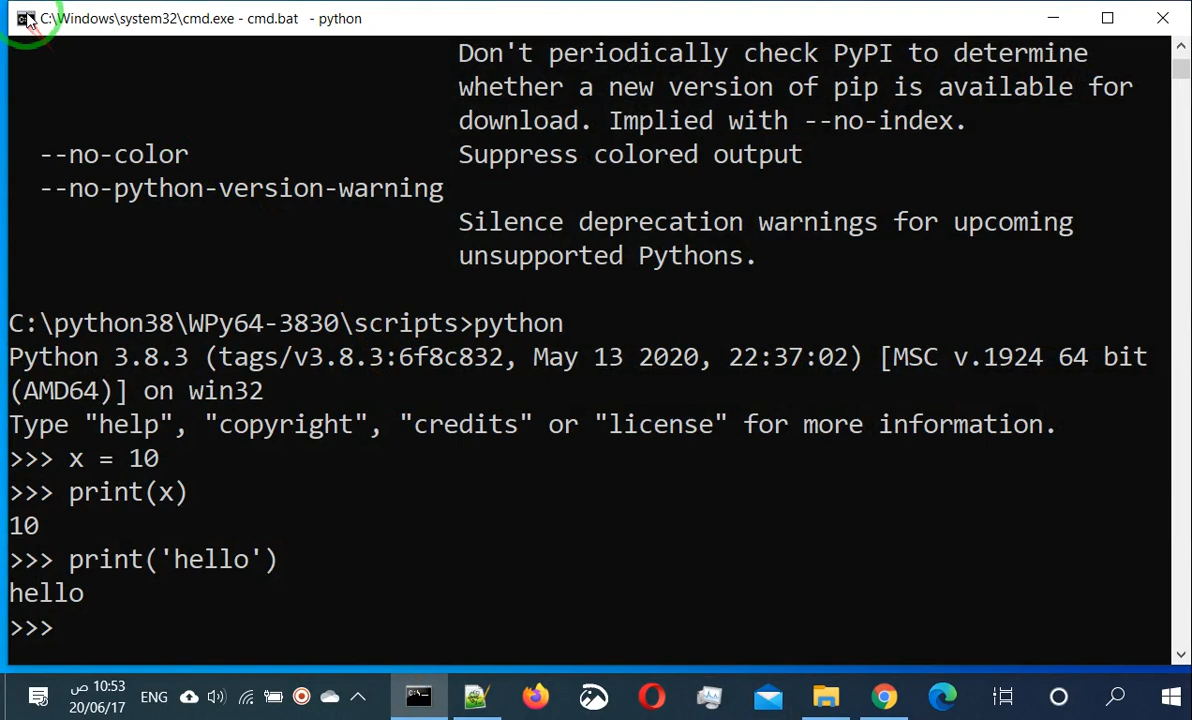 C:\Windows\system32\cmd.exe - cmd.bat - python
Don't periodically check PyPI to determine
whether a new version of pip is available for
download. Implied with --no-index.
--no-color Suppress colored output
--no-python-version-warning
Silence deprecation warnings for upcoming
unsupported Pythons.
C:\python38\WPy64-3830\scripts>python
Python 3.8.3 (tags/v3.8.3:6f8c832, May 13 2020, 22:37:02) [MSC v.1924 64 bit
(AMD64)] on win32
Type "help", "copyright", "credits" or "license" for more information.
>>> x = 10
>>> print(x)
10
>>> print('hello')
hello
>>>
10:53 ص ENG
20/06/17